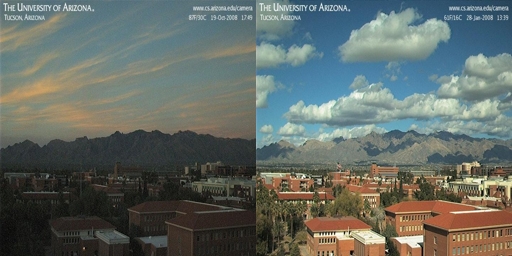 THE UNIVERSITY OF ARIZONA.
TUCSON, ARIZONA
www.cs.arizona.edu/camera
87F/30C 19-Oct-2008 17:49
THE UNIVERSITY OF ARIZONA.
TUCSON, ARIZONA
www.cs.arizona.edu/camera
61F/16C 28-Jan-2008 13:39